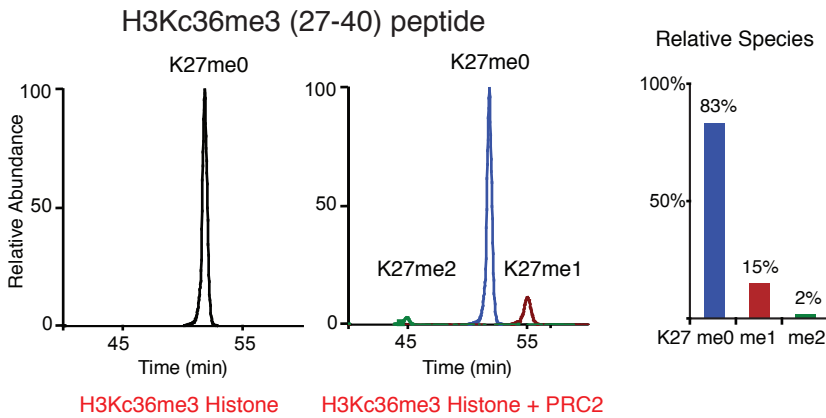 H3Kc36me3 (27-40) peptide
Relative Species
K27me0
K27me0
100
100
100%
83%
Relative Abundance
50
50
50%
K27me2
K27me1
15%
2%
0
0
45
55
45
55
K27 me0 me1 me2
Time (min)
Time (min)
H3Kc36me3 Histone
H3Kc36me3 Histone + PRC2